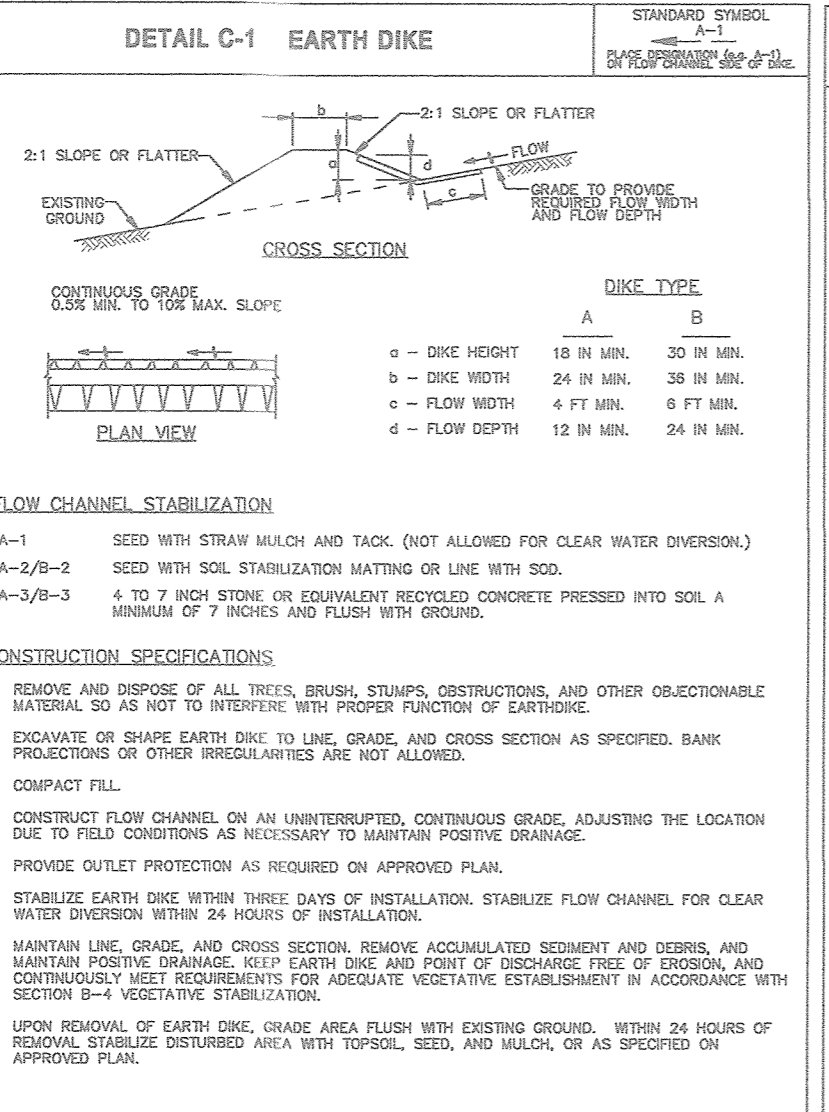 DETAIL C-1 EARTH DIKE
STANDARD SYMBOL
A-1
PLACE DESIGNATION (e.g. A-1)
ON FLOW CHANNEL SIDE OF DIKE.
b
2:1 SLOPE OR FLATTER
2:1 SLOPE OR FLATTER
a
d
FLOW
EXISTING
GROUND
c
GRADE TO PROVIDE
REQUIRED FLOW WIDTH
AND FLOW DEPTH
CROSS SECTION
CONTINUOUS GRADE
0.5% MIN. TO 10% MAX. SLOPE
PLAN VIEW
DIKE TYPE
A B
a - DIKE HEIGHT 18 IN MIN. 30 IN MIN.
b - DIKE WIDTH 24 IN MIN. 36 IN MIN.
c - FLOW WIDTH 4 FT MIN. 6 FT MIN.
d - FLOW DEPTH 12 IN MIN. 24 IN MIN.
FLOW CHANNEL STABILIZATION
A-1 SEED WITH STRAW MULCH AND TACK. (NOT ALLOWED FOR CLEAR WATER DIVERSION.)
A-2/B-2 SEED WITH SOIL STABILIZATION MATTING OR LINE WITH SOD.
A-3/B-3 4 TO 7 INCH STONE OR EQUIVALENT RECYCLED CONCRETE PRESSED INTO SOIL A
MINIMUM OF 7 INCHES AND FLUSH WITH GROUND.
ONSTRUCTION SPECIFICATIONS
REMOVE AND DISPOSE OF ALL TREES, BRUSH, STUMPS, OBSTRUCTIONS, AND OTHER OBJECTIONABLE
MATERIAL SO AS NOT TO INTERFERE WITH PROPER FUNCTION OF EARTHDIKE.
EXCAVATE OR SHAPE EARTH DIKE TO LINE, GRADE, AND CROSS SECTION AS SPECIFIED. BANK
PROJECTIONS OR OTHER IRREGULARITIES ARE NOT ALLOWED.
COMPACT FILL.
CONSTRUCT FLOW CHANNEL ON AN UNINTERRUPTED, CONTINUOUS GRADE, ADJUSTING THE LOCATION
DUE TO FIELD CONDITIONS AS NECESSARY TO MAINTAIN POSITIVE DRAINAGE.
PROVIDE OUTLET PROTECTION AS REQUIRED ON APPROVED PLAN.
STABILIZE EARTH DIKE WITHIN THREE DAYS OF INSTALLATION. STABILIZE FLOW CHANNEL FOR CLEAR
WATER DIVERSION WITHIN 24 HOURS OF INSTALLATION.
MAINTAIN LINE, GRADE, AND CROSS SECTION. REMOVE ACCUMULATED SEDIMENT AND DEBRIS, AND
MAINTAIN POSITIVE DRAINAGE. KEEP EARTH DIKE AND POINT OF DISCHARGE FREE OF EROSION, AND
CONTINUOUSLY MEET REQUIREMENTS FOR ADEQUATE VEGETATIVE ESTABLISHMENT IN ACCORDANCE WITH
SECTION B-4 VEGETATIVE STABILIZATION.
UPON REMOVAL OF EARTH DIKE, GRADE AREA FLUSH WITH EXISTING GROUND. WITHIN 24 HOURS OF
REMOVAL STABILIZE DISTURBED AREA WITH TOPSOIL, SEED, AND MULCH, OR AS SPECIFIED ON
APPROVED PLAN.